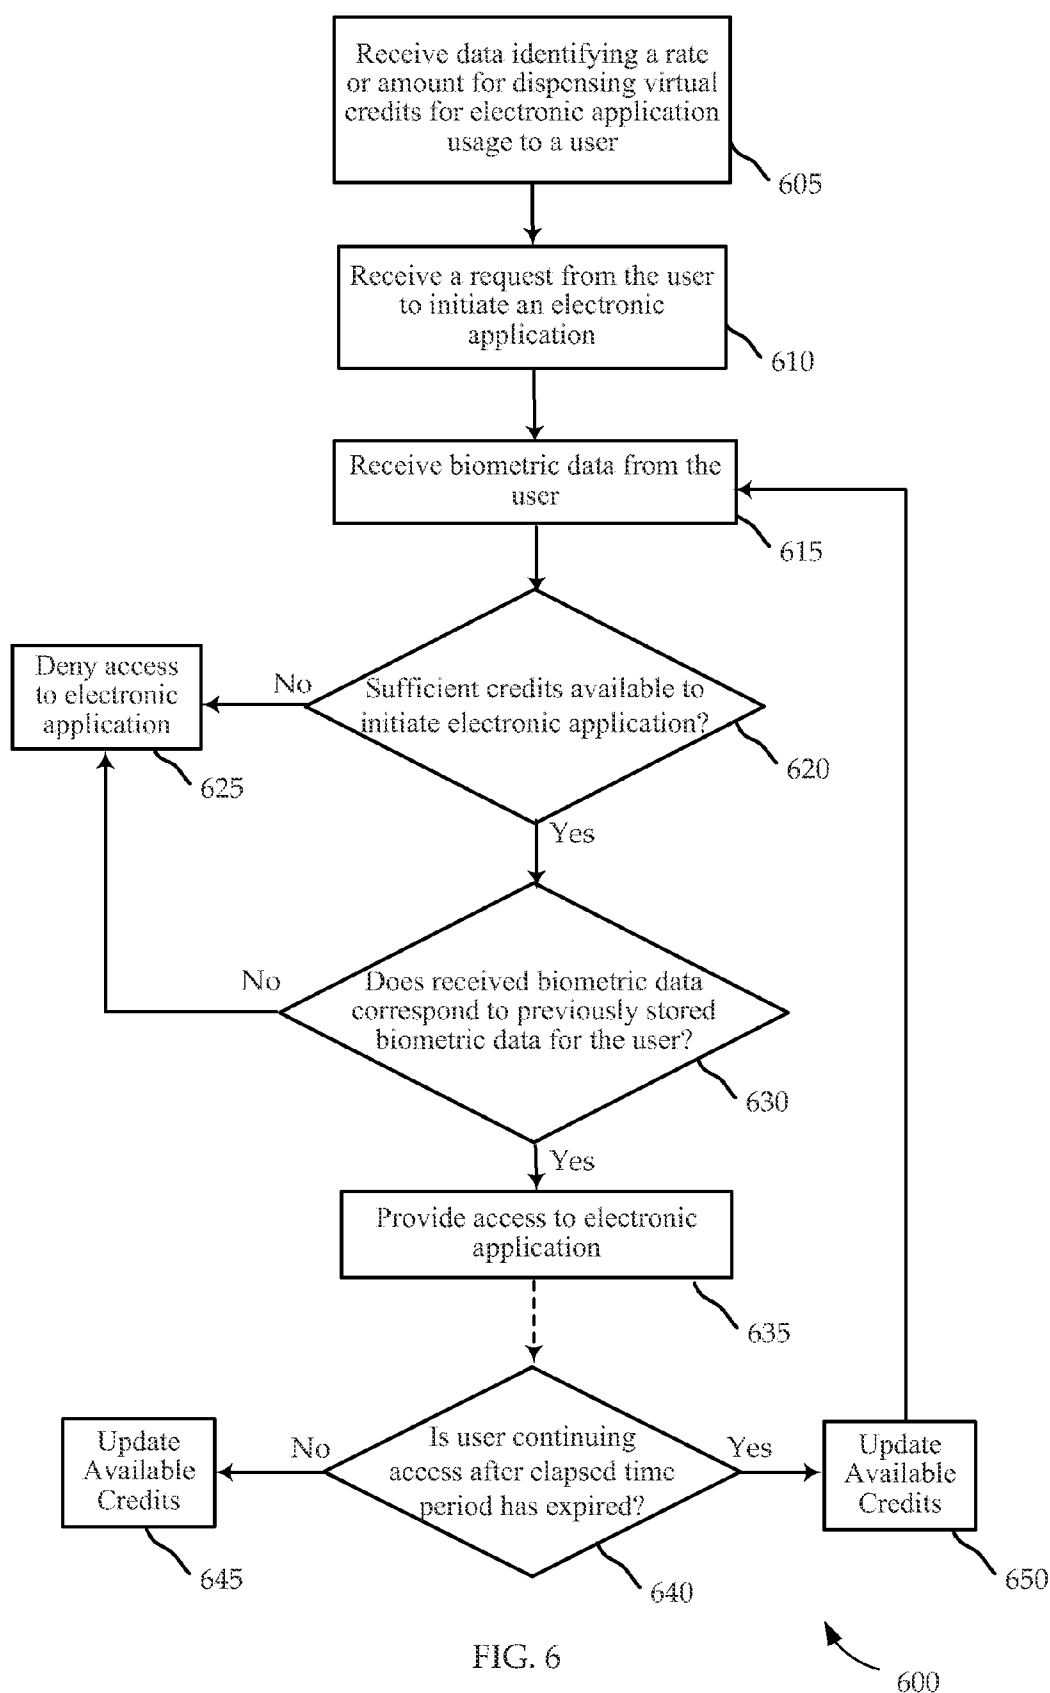 Receive data identifying a rate
or amount for dispensing virtual
credits for electronic application
usage to a user
605
Receive a request from the user
to initiate an electronic
application
610
Receive biometric data from the
user
615
Deny access
to electronic
application
625
No
Sufficient credits available to
initiate electronic application?
620
Yes
No
Does received biometric data
correspond to previously stored
biometric data for the user?
630
Yes
Provide access to electronic
application
635
Update
Available
Credits
645
No
Is user continuing
access after elapsed time
period has expired?
640
Yes
Update
Available
Credits
650
FIG. 6
600